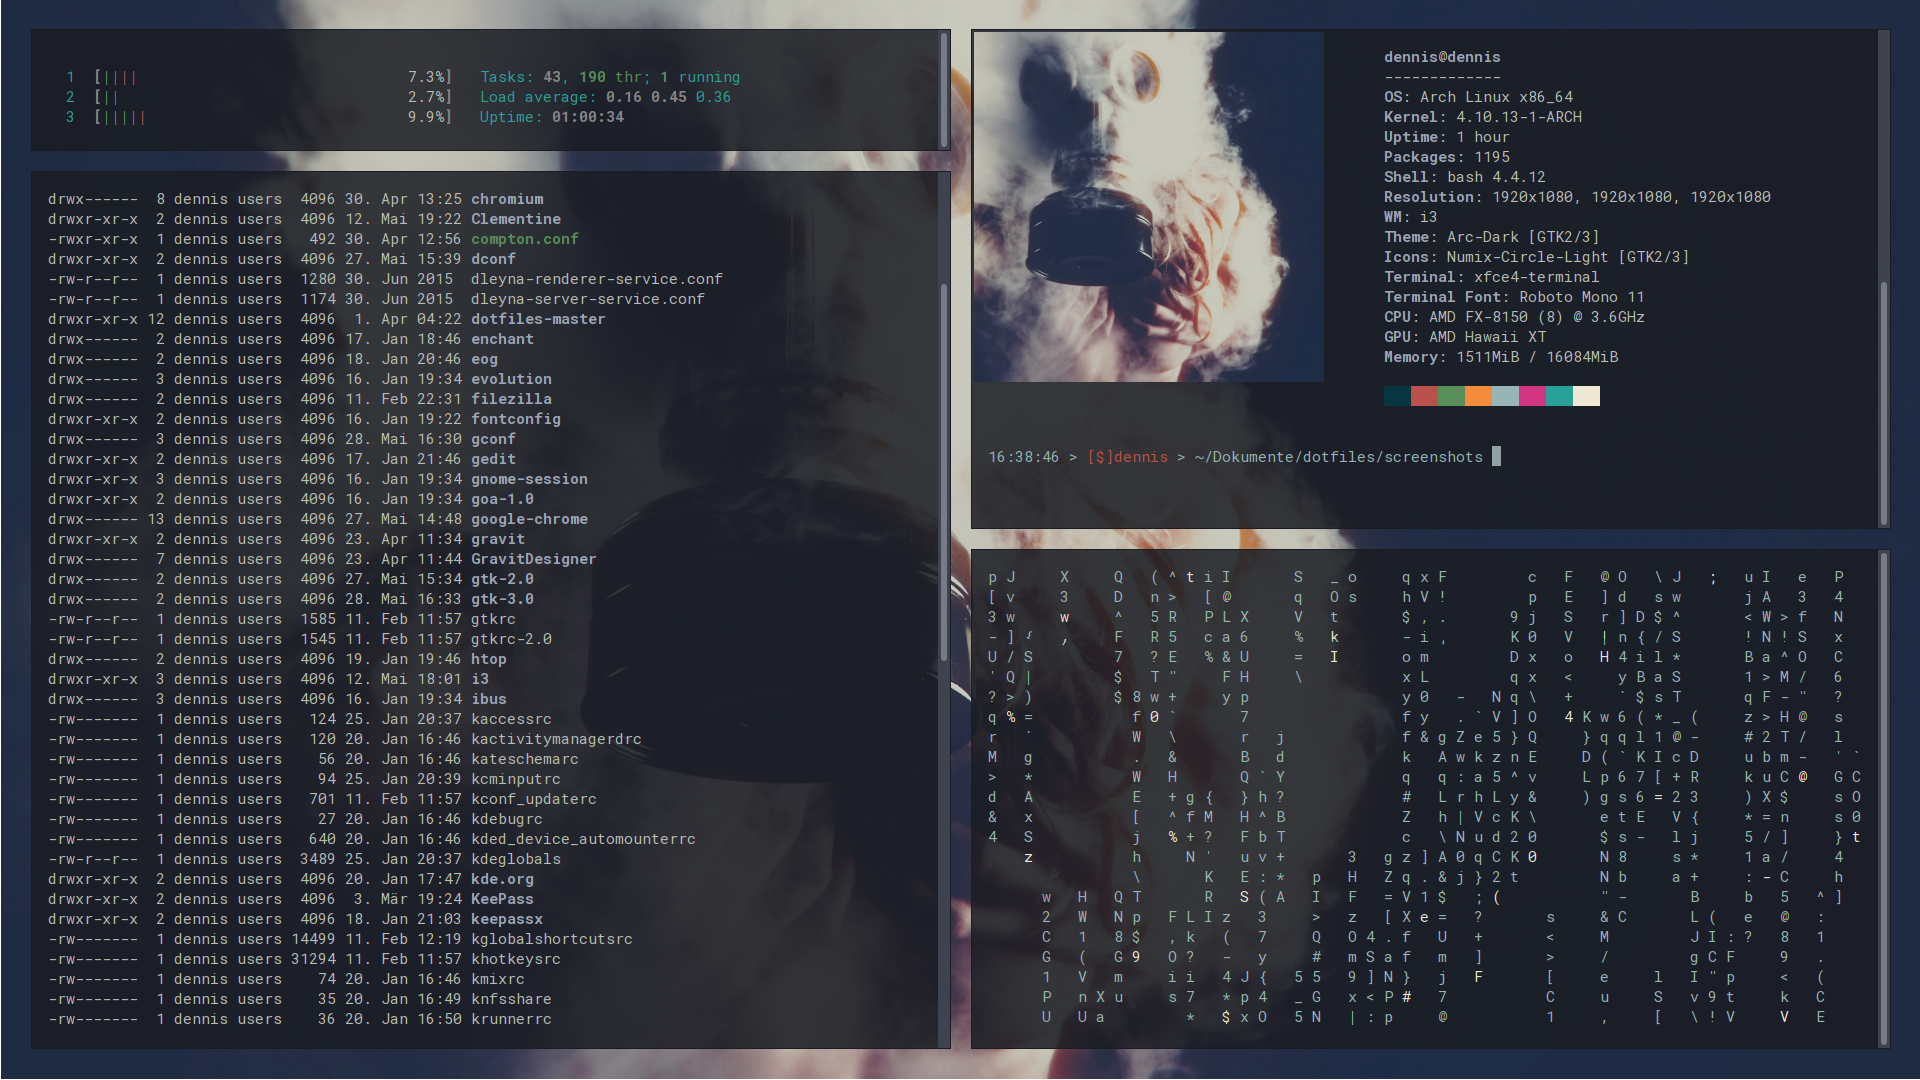 1 [|||| 7.3%] Tasks: 43, 190 thr; 1 running
2 [|| 2.7%] Load average: 0.16 0.45 0.36
3 [||||| 9.9%] Uptime: 01:00:34
drwx------ 8 dennis users 4096 30. Apr 13:25 chromium
drwxr-xr-x 2 dennis users 4096 12. Mai 19:22 Clementine
-rwxr-xr-x 1 dennis users 492 30. Apr 12:56 compton.conf
drwxr-xr-x 2 dennis users 4096 27. Mai 15:39 dconf
-rw-r--r-- 1 dennis users 1280 30. Jun 2015 dleyna-renderer-service.conf
-rw-r--r-- 1 dennis users 1174 30. Jun 2015 dleyna-server-service.conf
drwxr-xr-x 12 dennis users 4096 1. Apr 04:22 dotfiles-master
drwx------ 2 dennis users 4096 17. Jan 18:46 enchant
drwxr-xr-x 2 dennis users 4096 18. Jan 20:46 eog
drwx------ 3 dennis users 4096 16. Jan 19:34 evolution
drwx------ 2 dennis users 4096 11. Feb 22:31 filezilla
drwxr-xr-x 2 dennis users 4096 16. Jan 19:22 fontconfig
drwx------ 3 dennis users 4096 28. Mai 16:30 gconf
drwxr-xr-x 2 dennis users 4096 17. Jan 21:46 gedit
drwxr-xr-x 3 dennis users 4096 16. Jan 19:34 gnome-session
drwxr-xr-x 2 dennis users 4096 16. Jan 19:34 goa-1.0
drwx------ 13 dennis users 4096 27. Mai 14:48 google-chrome
drwxr-xr-x 2 dennis users 4096 23. Apr 11:34 gravit
drwx------ 7 dennis users 4096 23. Apr 11:44 GravitDesigner
drwx------ 2 dennis users 4096 27. Mai 15:34 gtk-2.0
drwx------ 2 dennis users 4096 28. Mai 16:33 gtk-3.0
-rw-r--r-- 1 dennis users 1585 11. Feb 11:57 gtkrc
-rw-r--r-- 1 dennis users 1545 11. Feb 11:57 gtkrc-2.0
drwx------ 2 dennis users 4096 19. Jan 19:46 htop
drwxr-xr-x 3 dennis users 4096 12. Mai 18:01 i3
drwxr-xr-x 3 dennis users 4096 16. Jan 19:34 ibus
-rw------- 1 dennis users 124 25. Jan 20:37 kaccessrc
-rw------- 1 dennis users 120 20. Jan 16:46 kactivitymanagerdrc
-rw------- 1 dennis users 56 20. Jan 16:46 kateschemarc
-rw------- 1 dennis users 94 25. Jan 20:39 kcminputrc
-rw------- 1 dennis users 701 11. Feb 11:57 kconf_updaterc
-rw------- 1 dennis users 27 20. Jan 16:46 kdebugrc
-rw------- 1 dennis users 640 20. Jan 16:46 kded_device_automounterrc
-rw-r--r-- 1 dennis users 3489 25. Jan 20:37 kdeglobals
drwxr-xr-x 2 dennis users 4096 20. Jan 17:47 kde.org
drwxr-xr-x 2 dennis users 4096 3. Mär 19:24 KeePass
drwxr-xr-x 2 dennis users 4096 18. Jan 21:03 keepassx
-rw------- 1 dennis users 14499 11. Feb 12:19 kglobalshortcutsrc
-rw------- 1 dennis users 31294 11. Feb 11:57 khotkeysrc
-rw------- 1 dennis users 74 20. Jan 16:46 kmixrc
-rw------- 1 dennis users 35 20. Jan 16:49 knfsshare
-rw------- 1 dennis users 36 20. Jan 16:50 krunnerrc
dennis@dennis
-------------
OS: Arch Linux x86_64
Kernel: 4.10.13-1-ARCH
Uptime: 1 hour
Packages: 1195
Shell: bash 4.4.12
Resolution: 1920x1080, 1920x1080, 1920x1080
WM: i3
Theme: Arc-Dark [GTK2/3]
Icons: Numix-Circle-Light [GTK2/3]
Terminal: xfce4-terminal
Terminal Font: Roboto Mono 11
CPU: AMD FX-8150 (8) @ 3.6GHz
GPU: AMD Hawaii XT
Memory: 1511MiB / 16084MiB
16:38:46 > [$]dennis > ~/Dokumente/dotfiles/screenshots